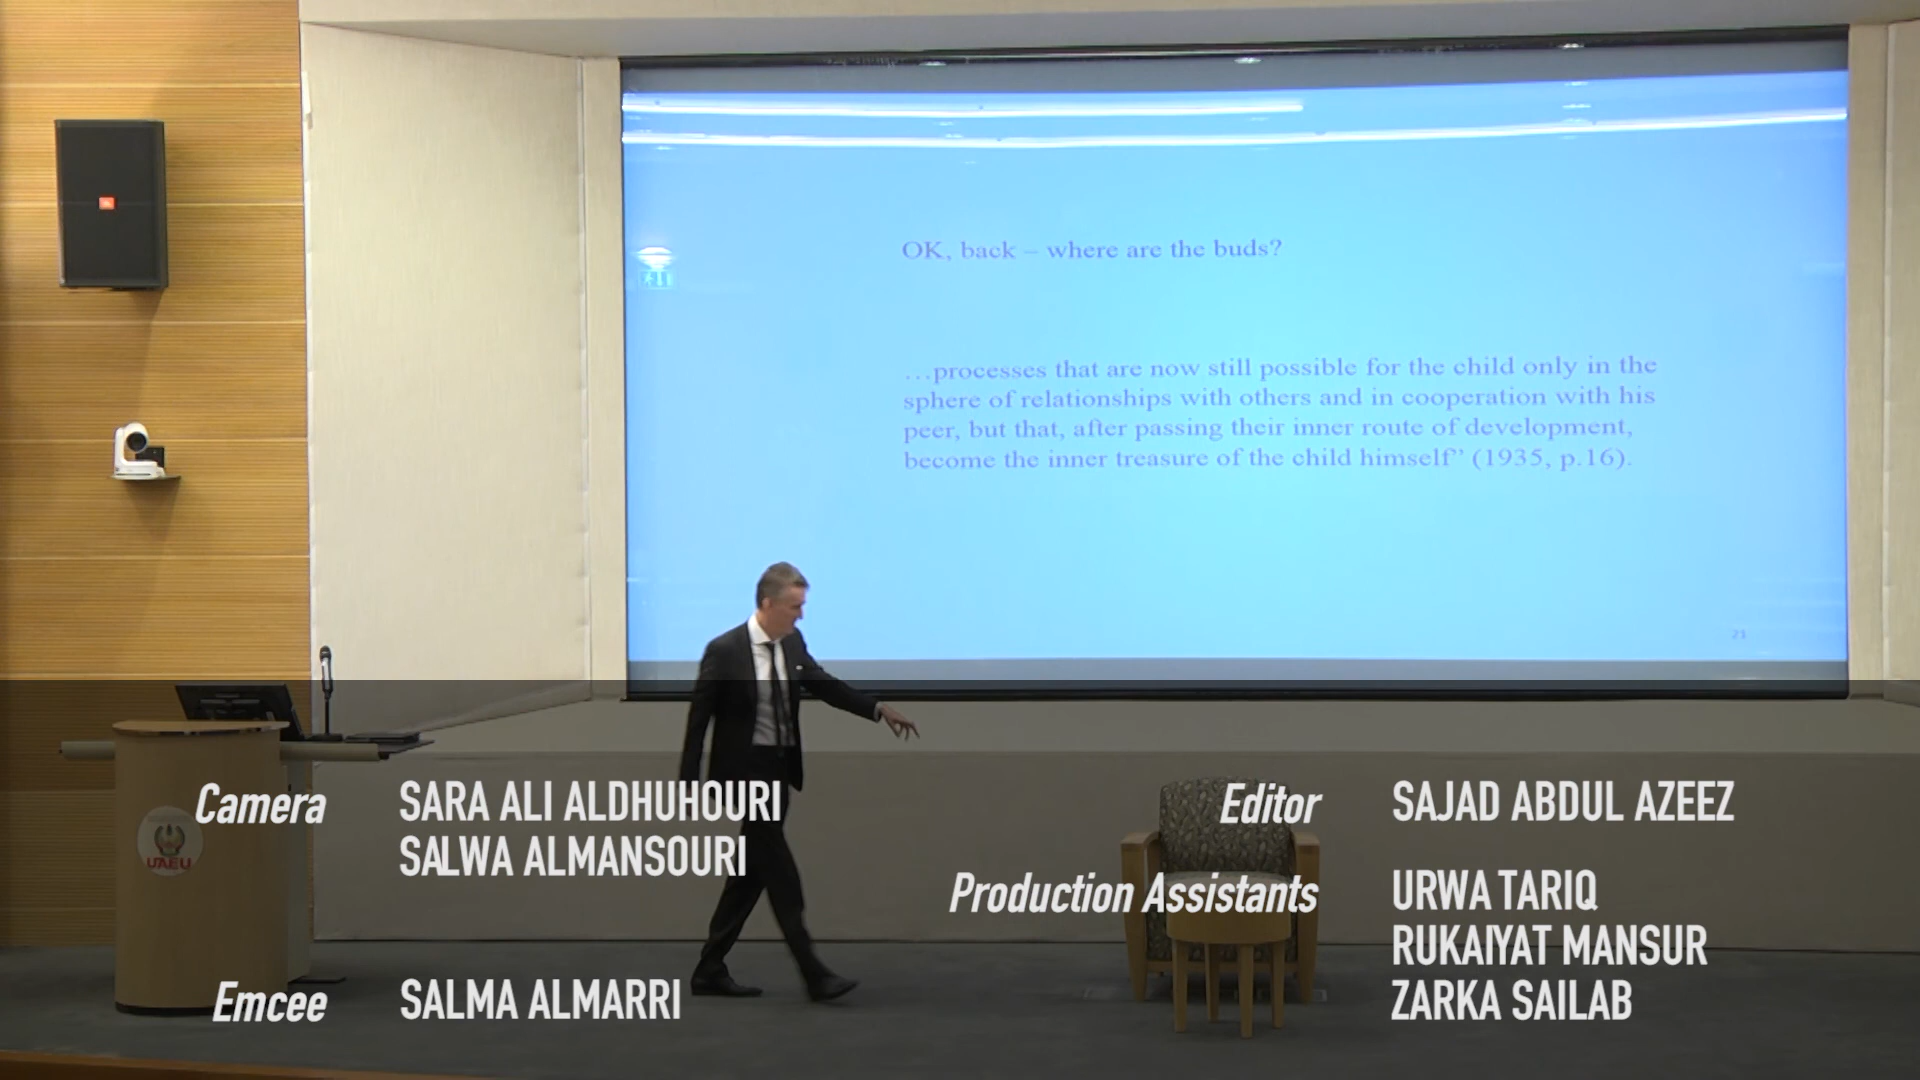 OK, back – where are the buds?
…processes that are now still possible for the child only in the
sphere of relationships with others and in cooperation with his
peer, but that, after passing their inner route of development,
become the inner treasure of the child himself” (1935, p.16).
21
UAEU
Camera
SARA ALI ALDHUHOURI
SALWA ALMANSOURI
Emcee
SALMA ALMARRI
Editor
SAJAD ABDUL AZEEZ
Production Assistants
URWA TARIQ
RUKAIYAT MANSUR
ZARKA SAILAB